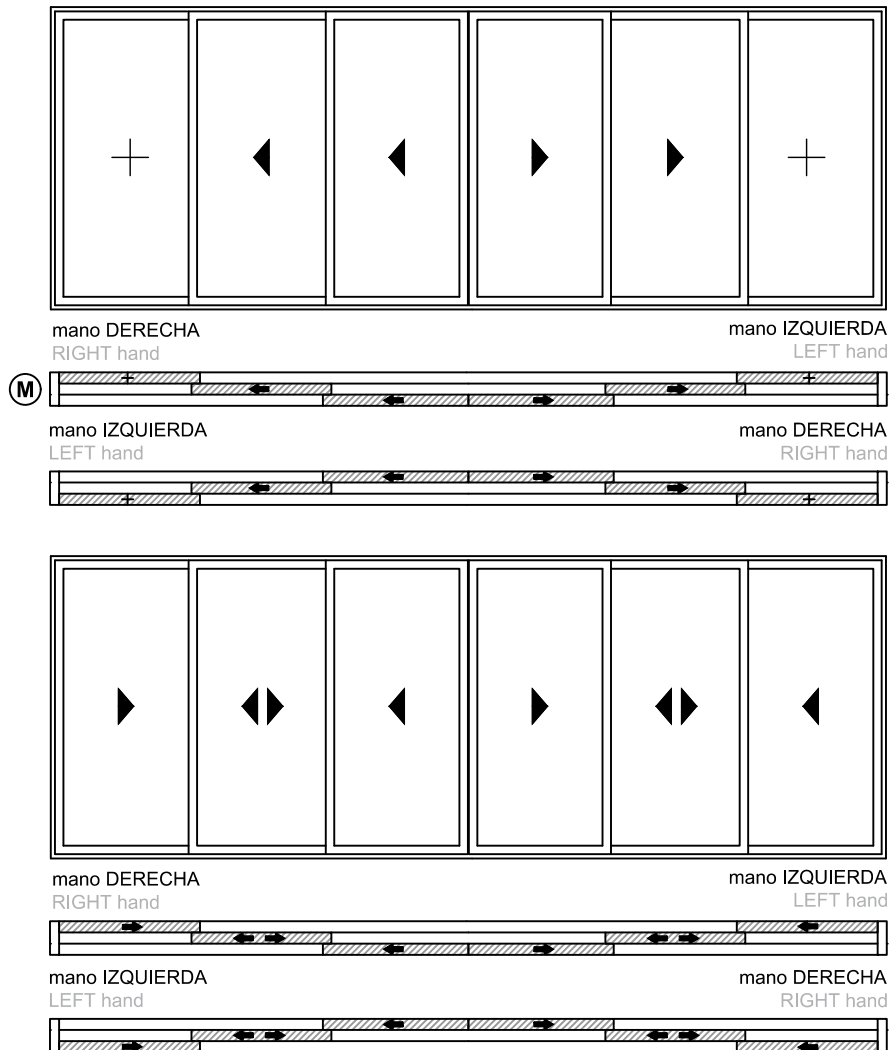 mano DERECHA mano IZQUIERDA
RIGHT hand LEFT hand
M
mano IZQUIERDA mano DERECHA
LEFT hand RIGHT hand
mano DERECHA mano IZQUIERDA
RIGHT hand LEFT hand
mano IZQUIERDA mano DERECHA
LEFT hand RIGHT hand